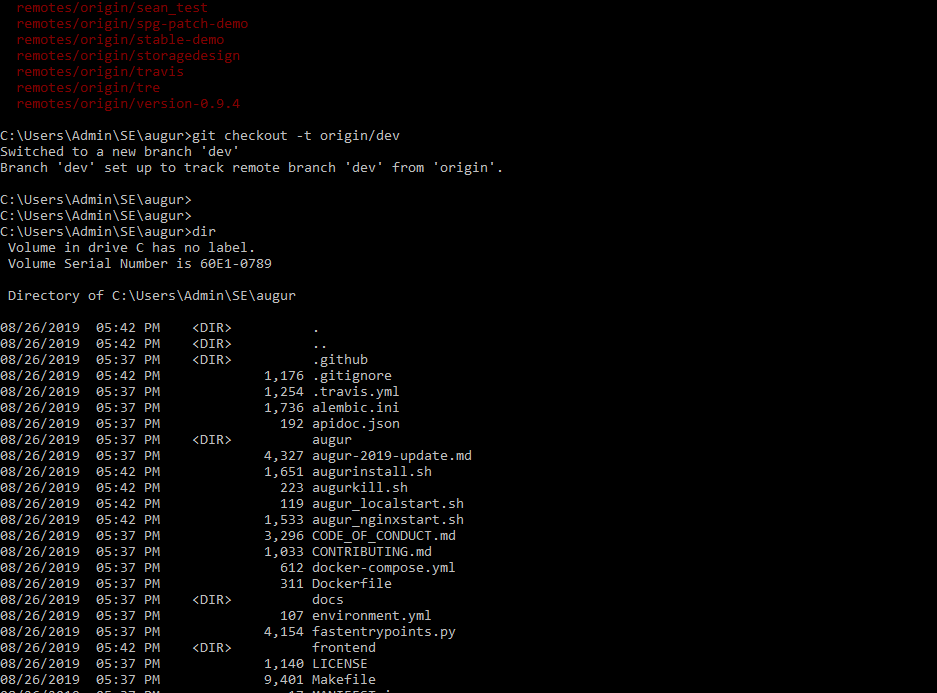 remotes/origin/sean_test
remotes/origin/spg-patch-demo
remotes/origin/stable-demo
remotes/origin/storagedesign
remotes/origin/travis
remotes/origin/tre
remotes/origin/version-0.9.4
C:\Users\Admin\SE\augur>git checkout -t origin/dev
Switched to a new branch 'dev'
Branch 'dev' set up to track remote branch 'dev' from 'origin'.
C:\Users\Admin\SE\augur>
C:\Users\Admin\SE\augur>
C:\Users\Admin\SE\augur>dir
Volume in drive C has no label.
Volume Serial Number is 60E1-0789
Directory of C:\Users\Admin\SE\augur
08/26/2019  05:42 PM    <DIR>          .
08/26/2019  05:42 PM    <DIR>          ..
08/26/2019  05:37 PM    <DIR>          .github
08/26/2019  05:42 PM             1,176 .gitignore
08/26/2019  05:37 PM             1,254 .travis.yml
08/26/2019  05:42 PM             1,736 alembic.ini
08/26/2019  05:37 PM               192 apidoc.json
08/26/2019  05:37 PM    <DIR>          augur
08/26/2019  05:37 PM             4,327 augur-2019-update.md
08/26/2019  05:42 PM             1,651 augurinstall.sh
08/26/2019  05:42 PM               223 augurkill.sh
08/26/2019  05:42 PM               119 augur_localstart.sh
08/26/2019  05:42 PM             1,533 augur_nginxstart.sh
08/26/2019  05:37 PM             3,296 CODE_OF_CONDUCT.md
08/26/2019  05:37 PM             1,033 CONTRIBUTING.md
08/26/2019  05:37 PM               612 docker-compose.yml
08/26/2019  05:37 PM               311 Dockerfile
08/26/2019  05:37 PM    <DIR>          docs
08/26/2019  05:37 PM               107 environment.yml
08/26/2019  05:37 PM             4,154 fastentrypoints.py
08/26/2019  05:42 PM    <DIR>          frontend
08/26/2019  05:37 PM             1,140 LICENSE
08/26/2019  05:37 PM             9,401 Makefile